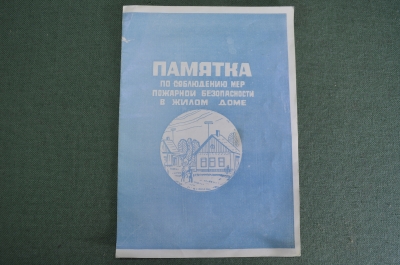 ПАМЯТКА
ПО СОБЛЮДЕНИЮ МЕР
ПОЖАРНОЙ БЕЗОПАСНОСТИ
В ЖИЛОМ ДОМЕ